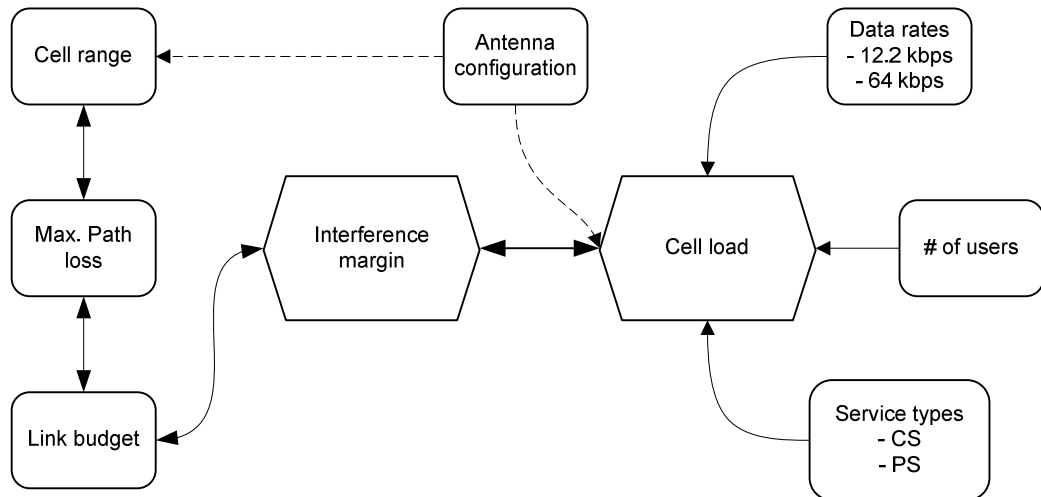 Cell range
Antenna
configuration
Data rates
- 12.2 kbps
- 64 kbps
Max. Path
loss
Interference
margin
Cell load
# of users
Link budget
Service types
- CS
- PS